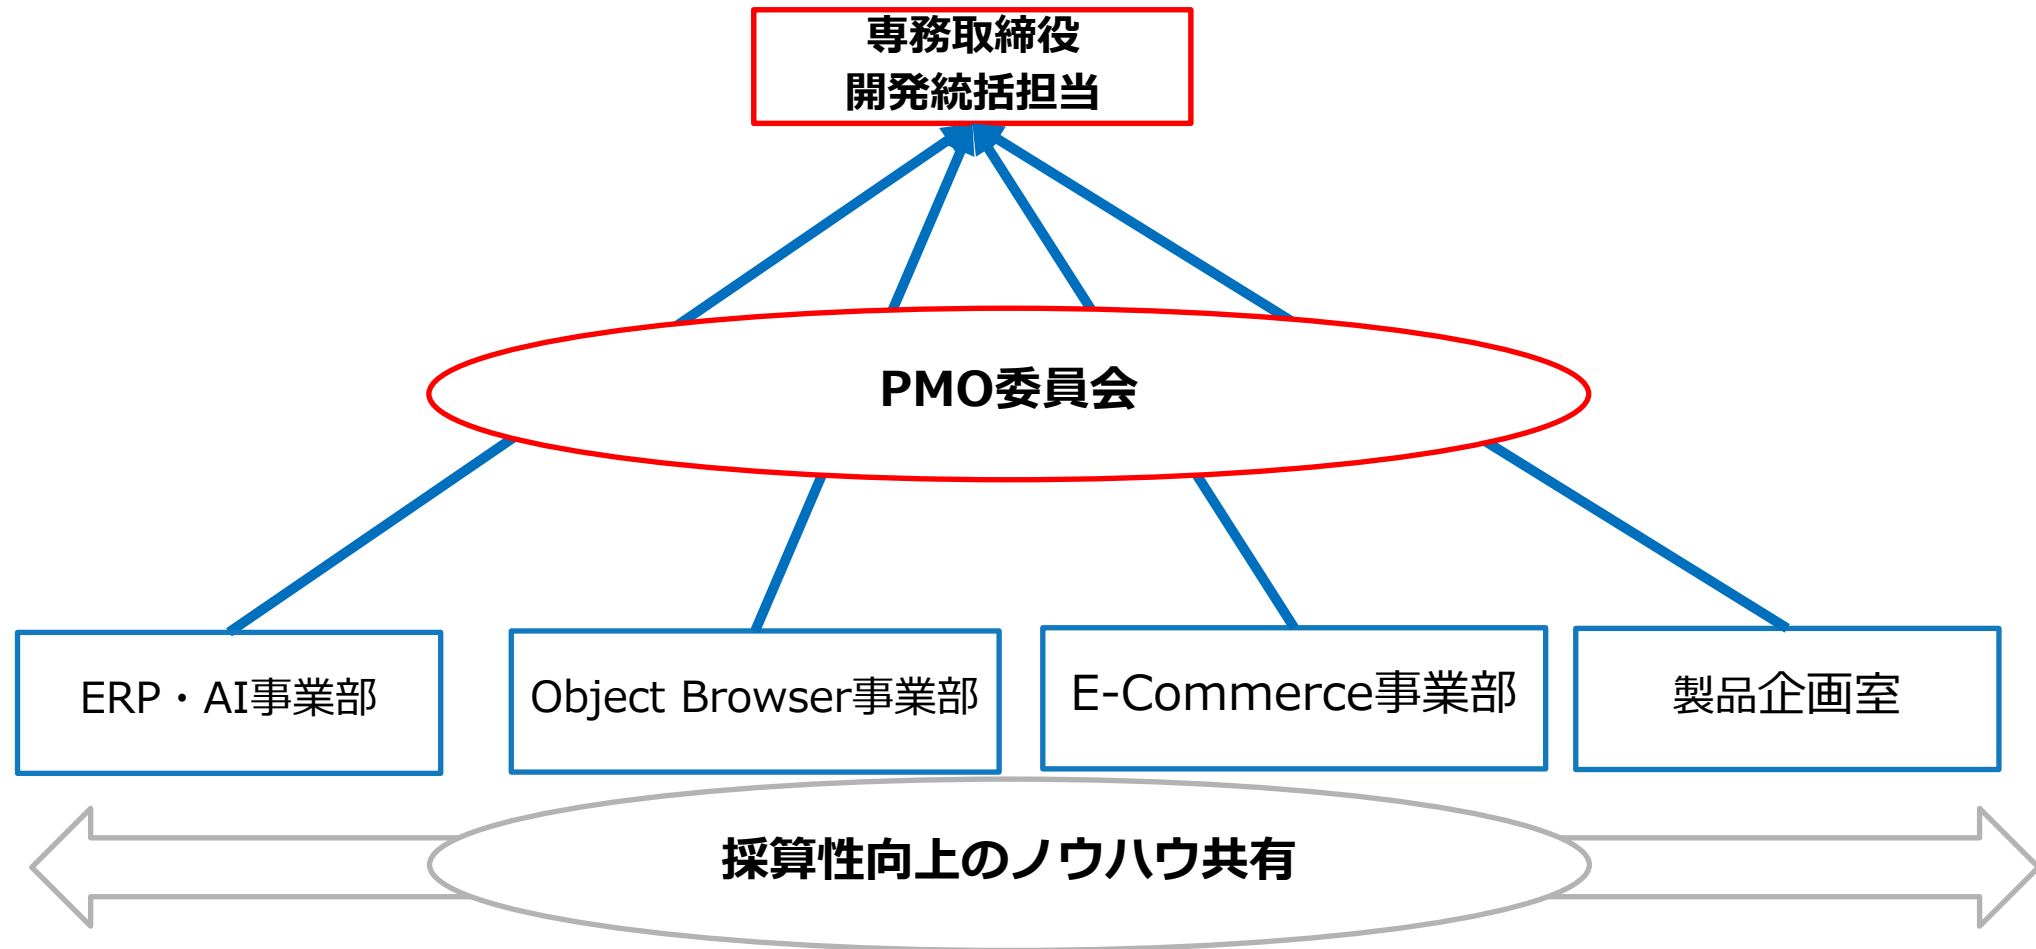 専務取締役
開発統括担当
PMO委員会
ERP・AI事業部
Object Browser事業部
E-Commerce事業部
製品企画室
採算性向上のノウハウ共有